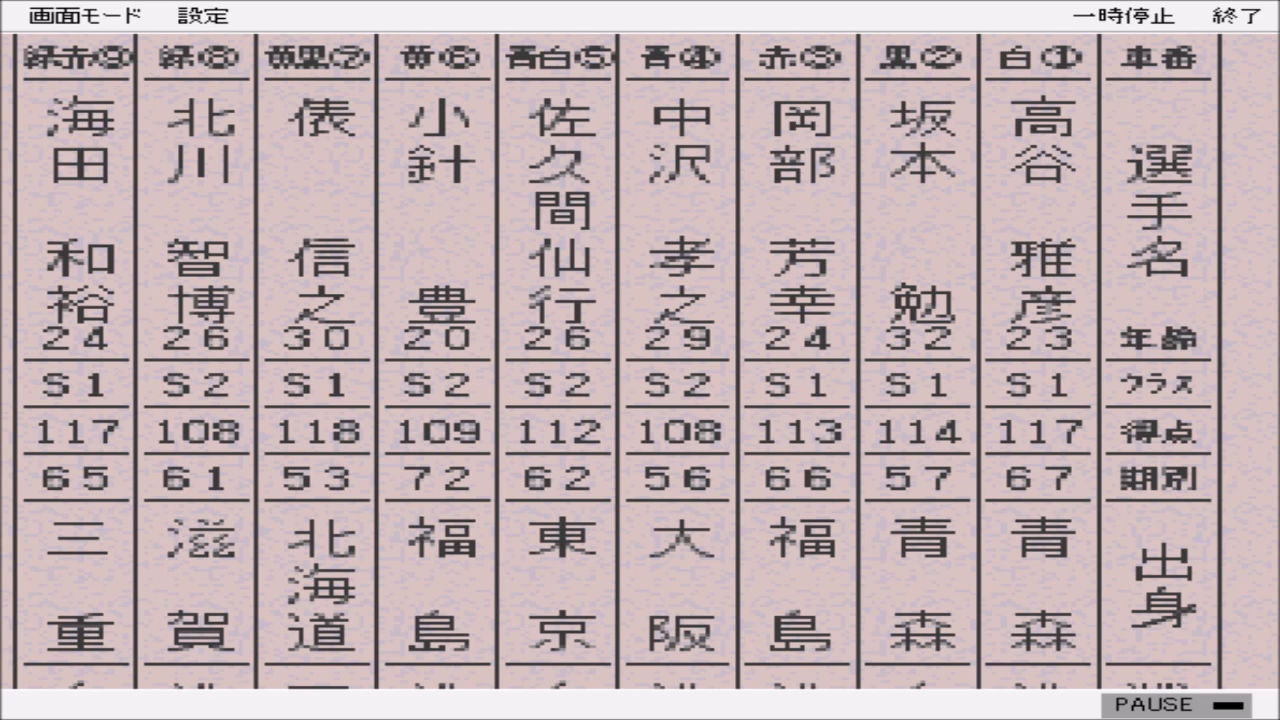 画面モード 設定 一時停止 終了
車番 選手名 年齢 クラス 得点 期別 出身
白① 高谷雅彦 23 S1 117 67 青森
黒② 坂本勉 32 S1 114 57 青森
赤③ 岡部芳幸 24 S1 113 66 福島
青④ 中沢孝之 29 S2 108 56 大阪
青白⑤ 佐久間仙行 26 S2 112 62 東京
黄⑥ 小針豊 20 S2 109 72 福島
黄黒⑦ 俵信之 30 S1 118 53 北海道
緑⑧ 北川智博 26 S2 108 61 滋賀
緑赤⑨ 海田和裕 24 S1 117 65 三重
PAUSE